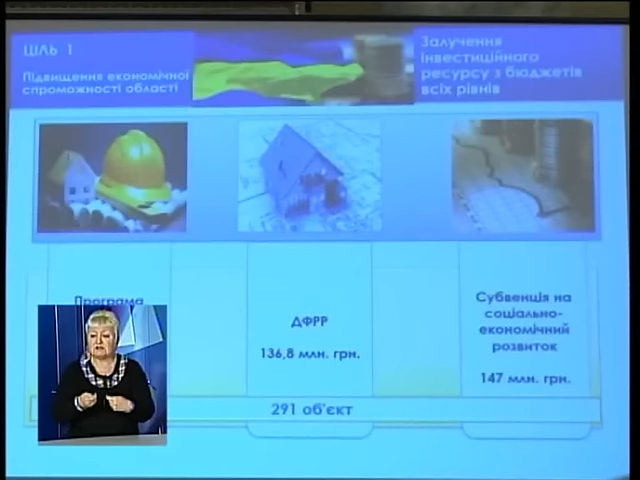 ЦІЛЬ 1
Підвищення економічної
спроможності області
Залучення
інвестиційного
ресурсу з бюджетів
всіх рівнів
Програма
ДФРР
136,8 млн. грн.
Субвенція на
соціально-
економічний
розвиток
147 млн. грн.
291 об'єкт